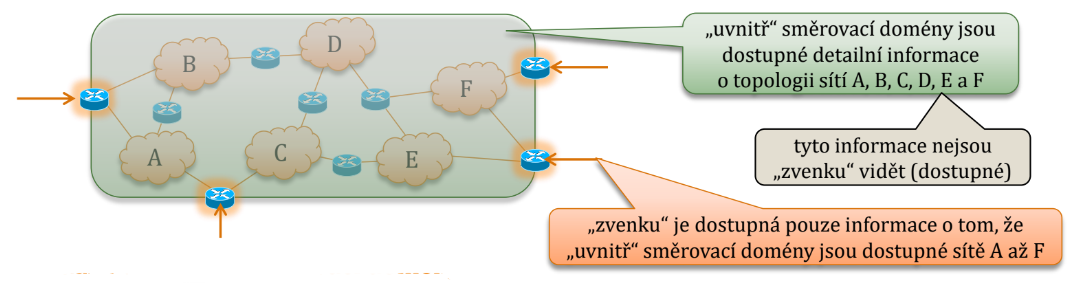 „uvnitř“ směrovací domény jsou
dostupné detailní informace
o topologii sítí A, B, C, D, E a F
D
B
F
A
C
E
tyto informace nejsou
„zvenku“ vidět (dostupné)
„zvenku“ je dostupná pouze informace o tom, že
„uvnitř“ směrovací domény jsou dostupné sítě A až F